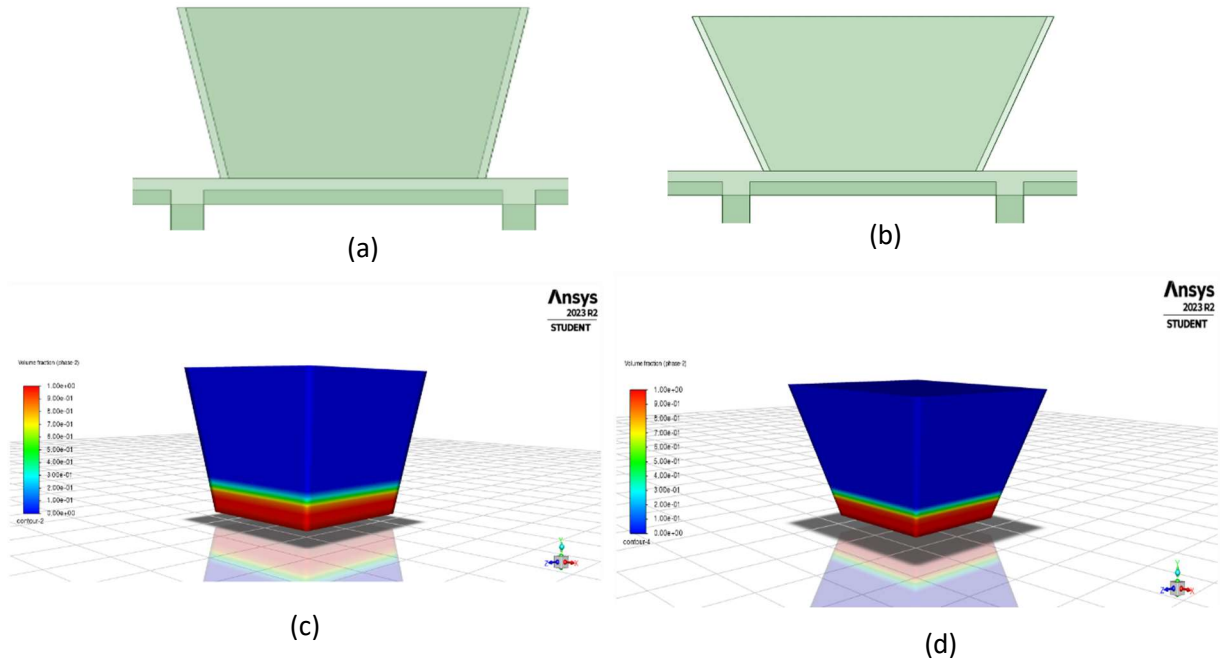 (a)
(b)
Ansys
2023 R2
STUDENT
Volume fraction (phase-2)
1.00e+00
9.00e-01
8.00e-01
7.00e-01
6.00e-01
5.00e-01
4.00e-01
3.00e-01
2.00e-01
1.00e-01
0.00e+00
contour-2
Y
Z
X
(c)
Ansys
2023 R2
STUDENT
Volume fraction (phase-2)
1.00e+00
9.00e-01
8.00e-01
7.00e-01
6.00e-01
5.00e-01
4.00e-01
3.00e-01
2.00e-01
1.00e-01
0.00e+00
contour-4
Y
Z
X
(d)